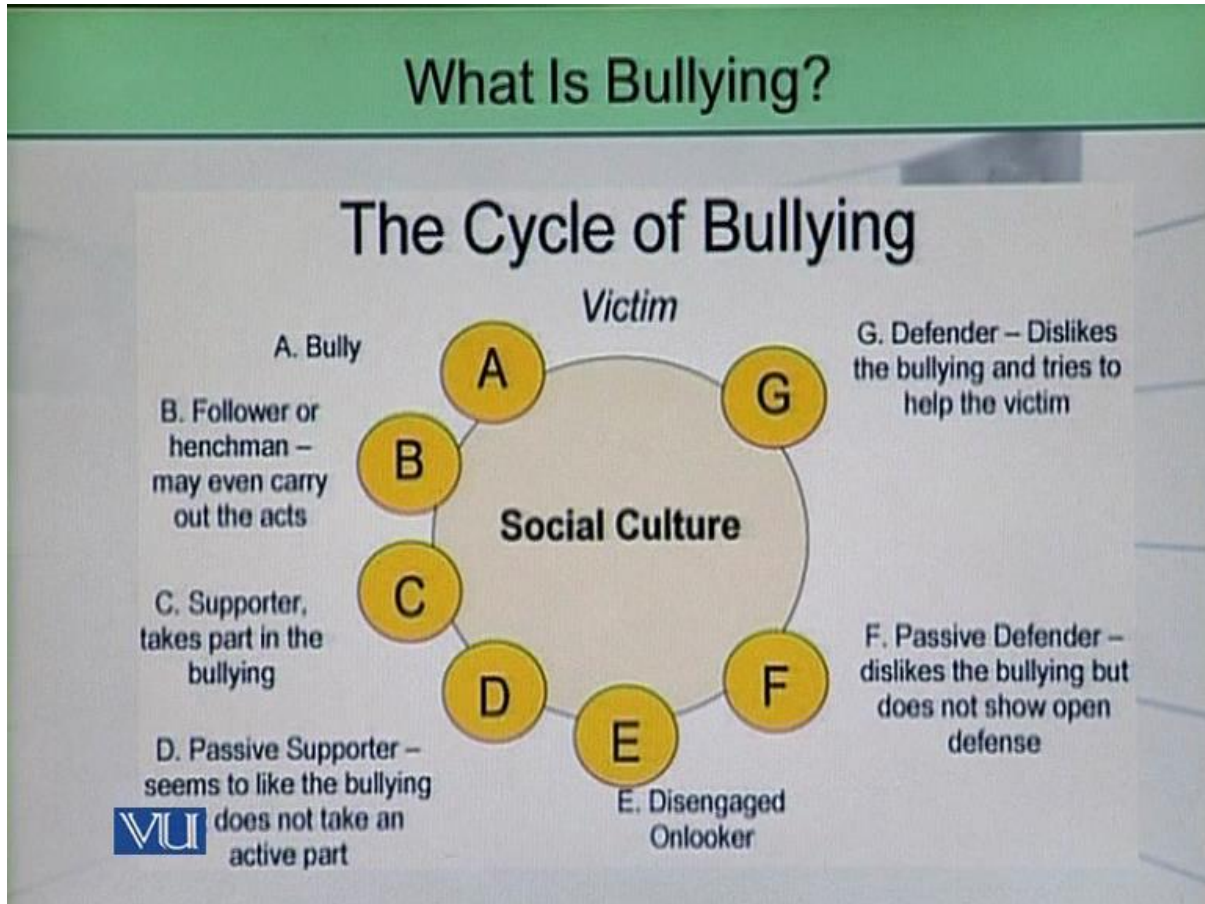 What Is Bullying?
The Cycle of Bullying
Victim
A. Bully
B. Follower or
henchman –
may even carry
out the acts
C. Supporter,
takes part in the
bullying
D. Passive Supporter –
seems to like the bullying
does not take an
active part
E. Disengaged
Onlooker
F. Passive Defender –
dislikes the bullying but
does not show open
defense
G. Defender – Dislikes
the bullying and tries to
help the victim
A
B
C
D
E
F
G
Social Culture
VU